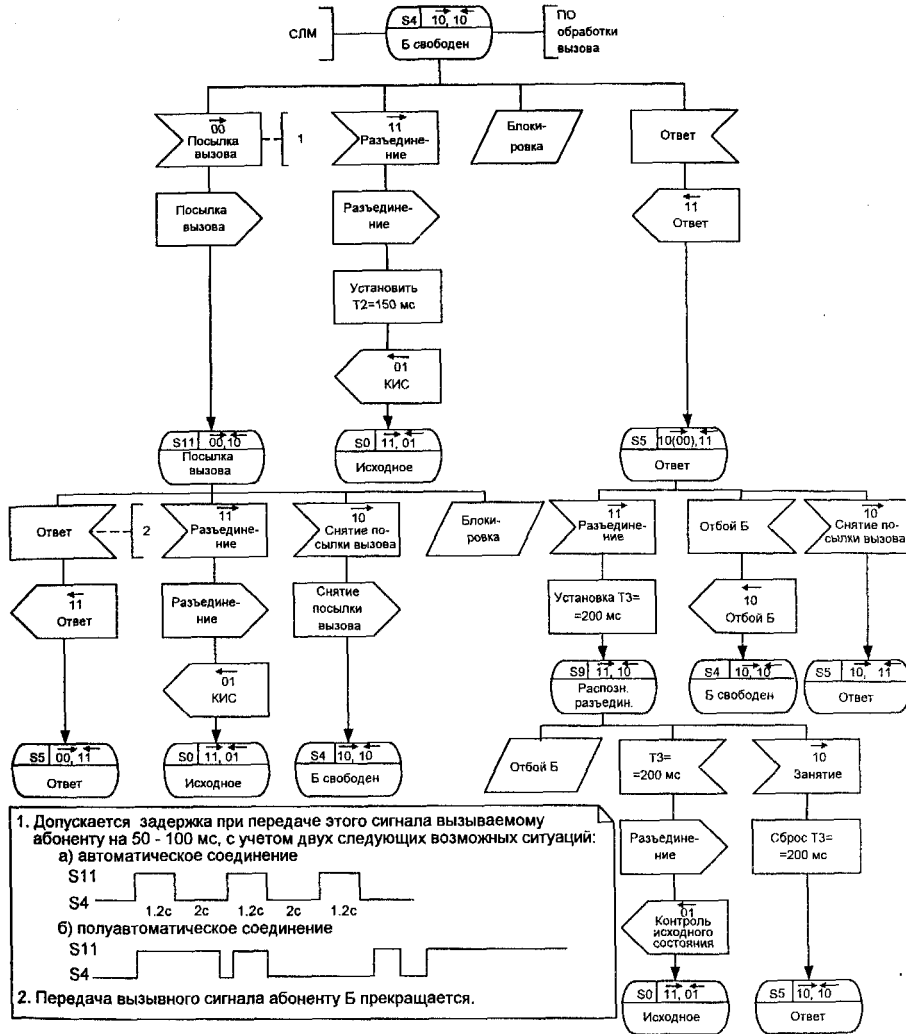 СЛМ
S4 10, 10
Б свободен
ПО
обработки
вызова
00
Посылка
вызова
1
11
Разъединение
Блоки-
ровка
Ответ
Посылка
вызова
Разъедине-
ние
11
Ответ
Установить
Т2=150 мс
01
КИС
S11 00,10
Посылка
вызова
S0 11, 01
Исходное
S5 10(00),11
Ответ
Ответ
2
11
Разъединение
10
Снятие по-
сылки вызова
Блоки-
ровка
11
Разъедине-
ние
Отбой Б
10
Снятие по-
сылки вызова
11
Ответ
Разъедине-
ние
Снятие
посылки
вызова
Установка Т3=
=200 мс
10
Отбой Б
01
КИС
S9 11, 10
Распозн.
разъедин.
S4 10, 10
Б свободен
S5 10, 11
Ответ
S5 00, 11
Ответ
S0 11, 01
Исходное
S4 10, 10
Б свободен
Отбой Б
Т3=
=200 мс
10
Занятие
Разъедине-
ние
Сброс Т3=
=200 мс
01
Контроль
исходного
состояния
S0 11, 01
Исходное
S5 10, 10
Ответ
1. Допускается задержка при передаче этого сигнала вызываемому
абоненту на 50 - 100 мс, с учетом двух следующих возможных ситуаций:
а) автоматическое соединение
S11
S4
1.2с 2с 1.2с 2с 1.2с
б) полуавтоматическое соединение
S11
S4
2. Передача вызывного сигнала абоненту Б прекращается.